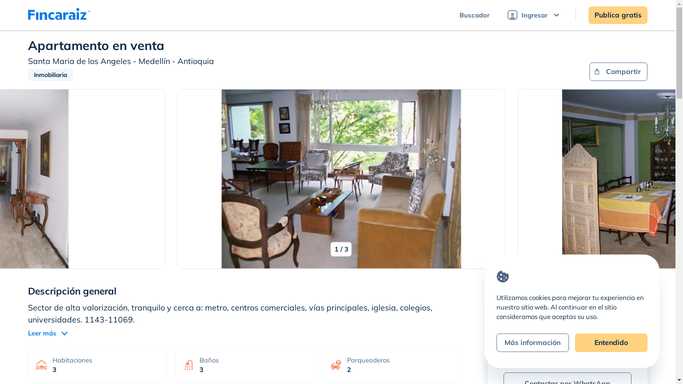 Fincaraiz
Buscador
Ingresar
Publica gratis
Apartamento en venta
Santa Maria de los Angeles - Medellín - Antioquia
Inmobiliaria
Compartir
1 / 3
Descripción general
Sector de alta valorización, tranquilo y cerca a: metro, centros comerciales, vías principales, iglesia, colegios,
universidades. 1143-11069.
Leer más
Habitaciones
3
Baños
3
Parqueaderos
2
Utilizamos cookies para mejorar tu experiencia en
nuestro sitio web. Al continuar en el sitio
consideramos que aceptas su uso.
Más información
Entendido
Contactar por WhatsApp